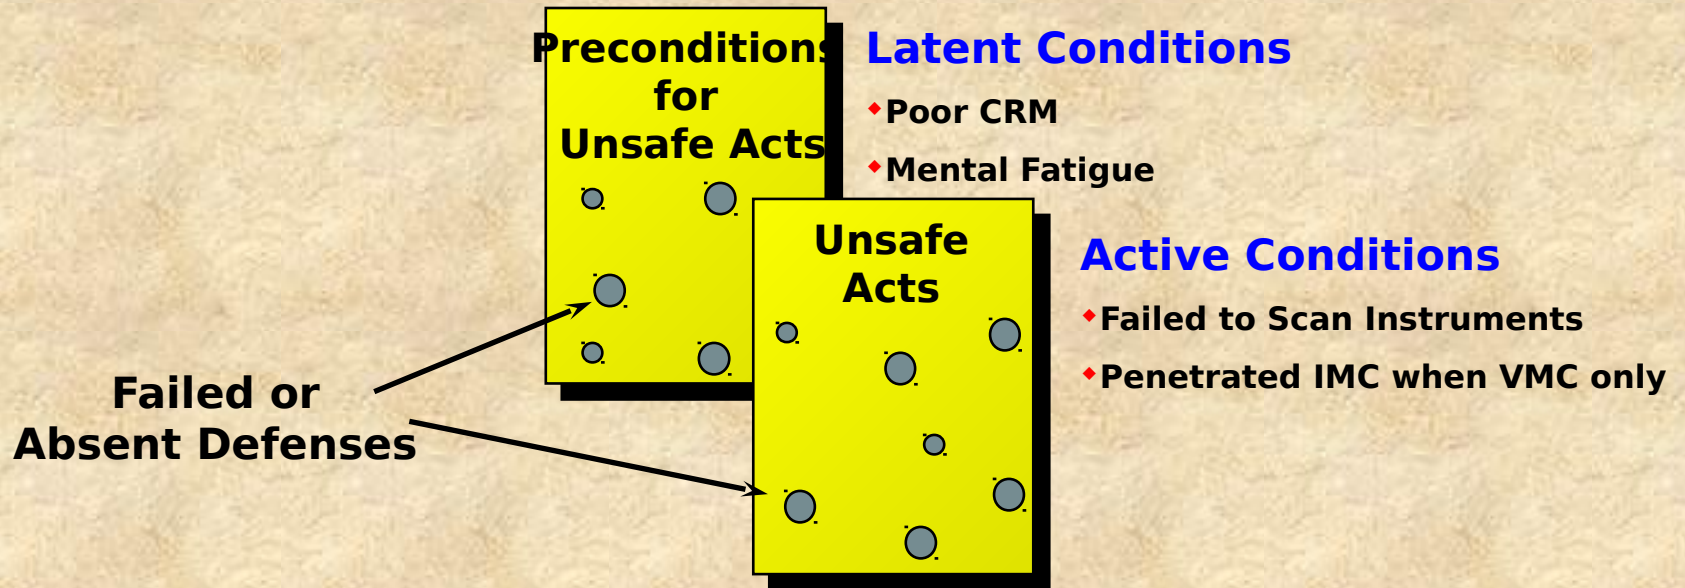 Preconditions
for
Unsafe Acts
Latent Conditions
Poor CRM
Mental Fatigue
Unsafe
Acts
Active Conditions
Failed to Scan Instruments
Penetrated IMC when VMC only
Failed or
Absent Defenses